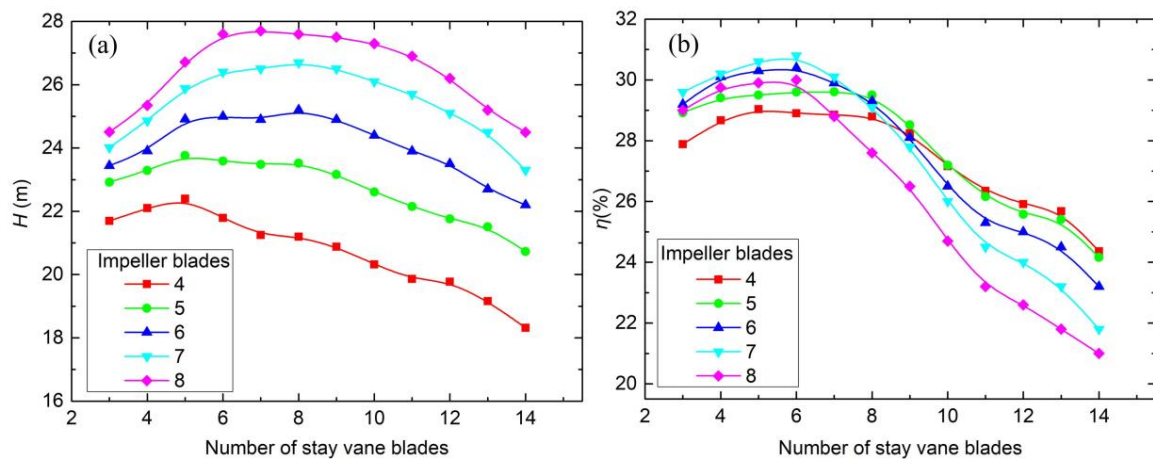 (a)
28
26
24
22
20
18
16
H (m)
Impeller blades
4
5
6
7
8
2 4 6 8 10 12 14
Number of stay vane blades
(b)
32
30
28
26
24
22
20
η(%)
Impeller blades
4
5
6
7
8
2 4 6 8 10 12 14
Number of stay vane blades